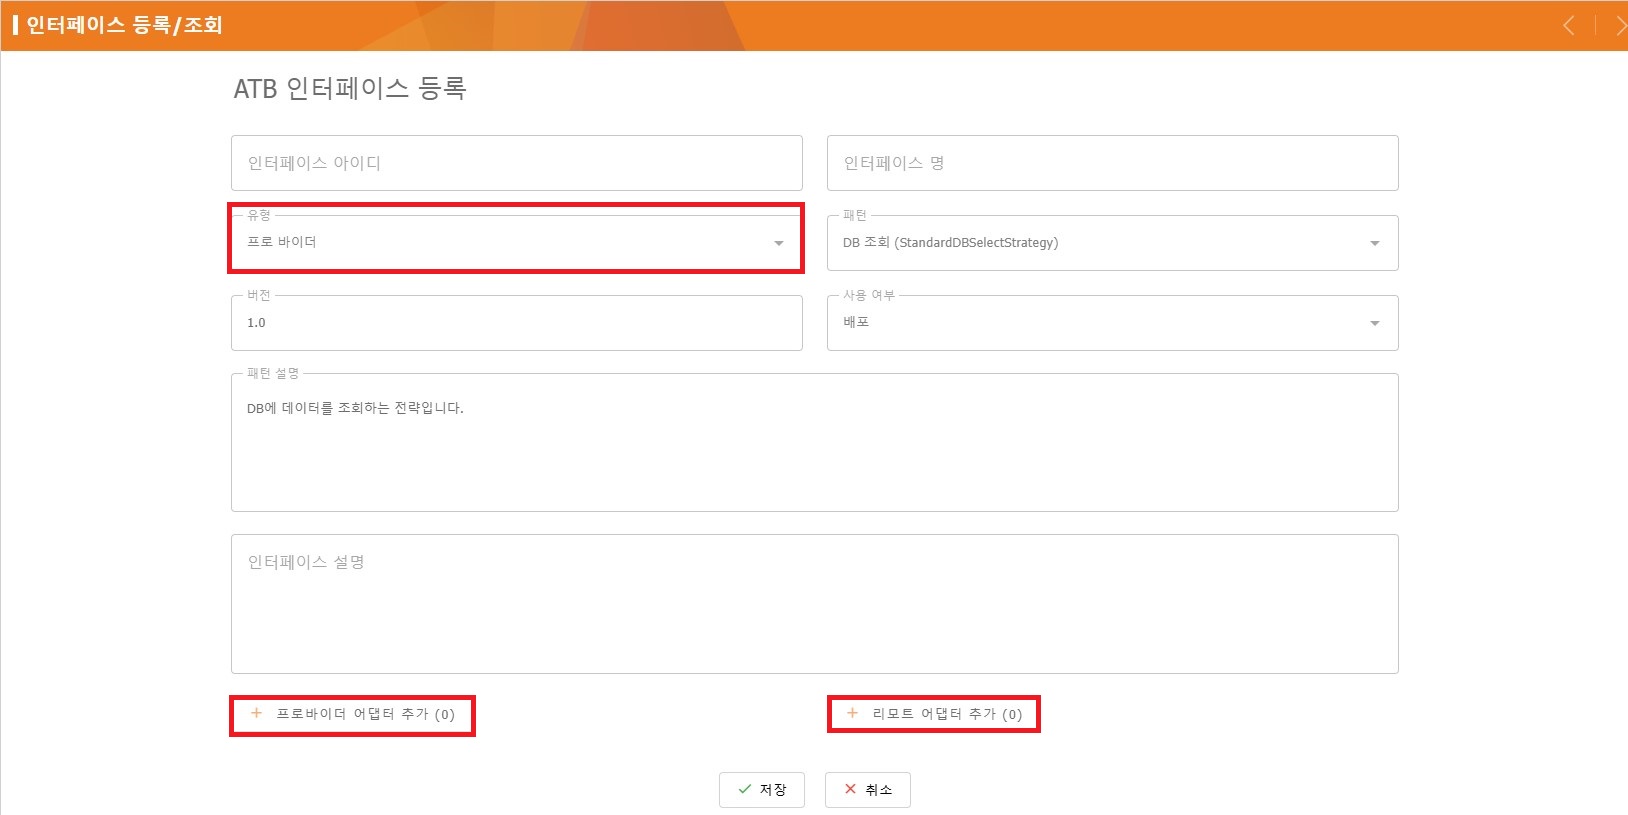 인터페이스 등록/조회
ATB 인터페이스 등록
인터페이스 아이디
인터페이스 명
유형
프로 바이더
패턴
DB 조회 (StandardDBSelectStrategy)
버전
1.0
사용 여부
배포
패턴 설명
DB에 데이터를 조회하는 전략입니다.
인터페이스 설명
+ 프로바이더 어댑터 추가 (0)
+ 리모트 어댑터 추가 (0)
저장
취소